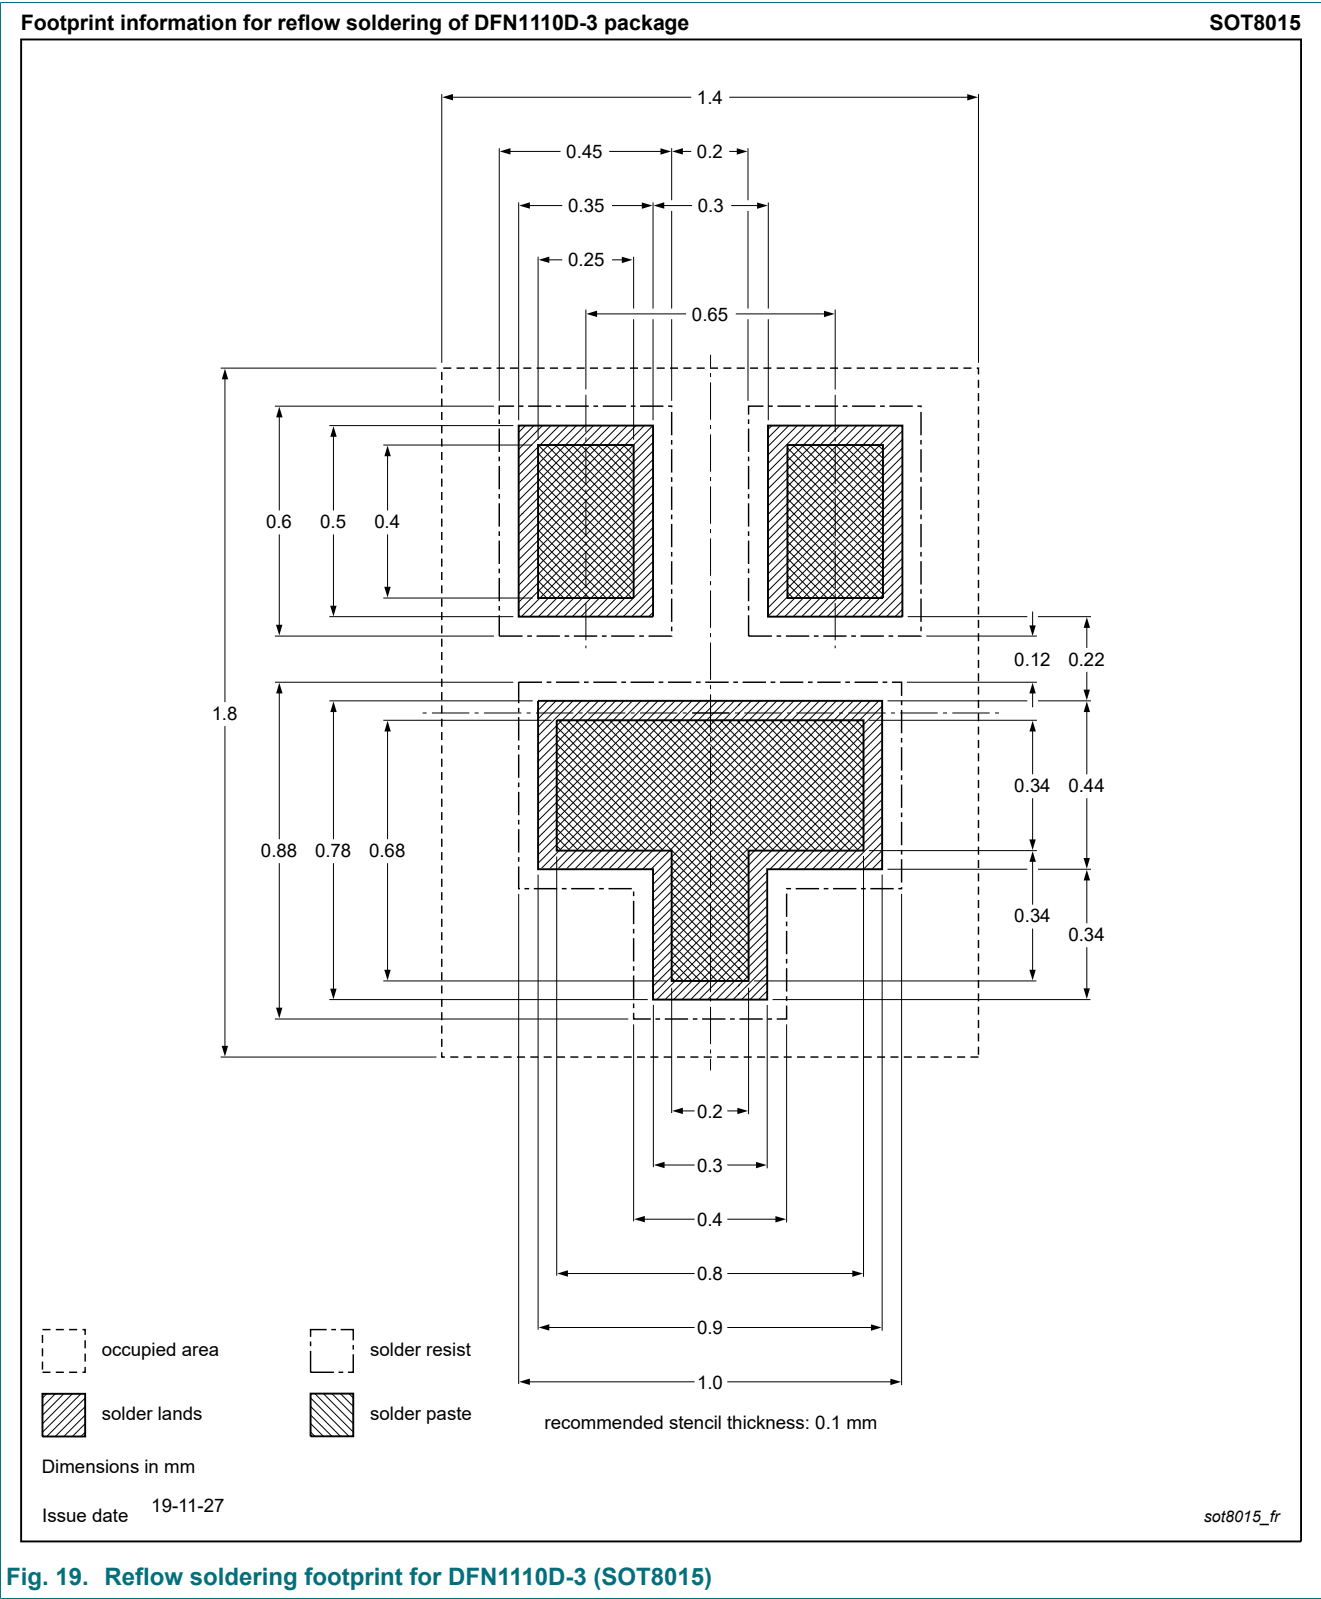 Footprint information for reflow soldering of DFN1110D-3 package SOT8015
1.4
0.45 0.2
0.35 0.3
0.25
0.65
0.6 0.5 0.4
0.12 0.22
1.8
0.34 0.44
0.88 0.78 0.68
0.34
0.34
0.2
0.3
0.4
0.8
0.9
1.0
occupied area
solder resist
solder lands
solder paste
recommended stencil thickness: 0.1 mm
Dimensions in mm
Issue date 19-11-27
sot8015_fr
Fig. 19. Reflow soldering footprint for DFN1110D-3 (SOT8015)